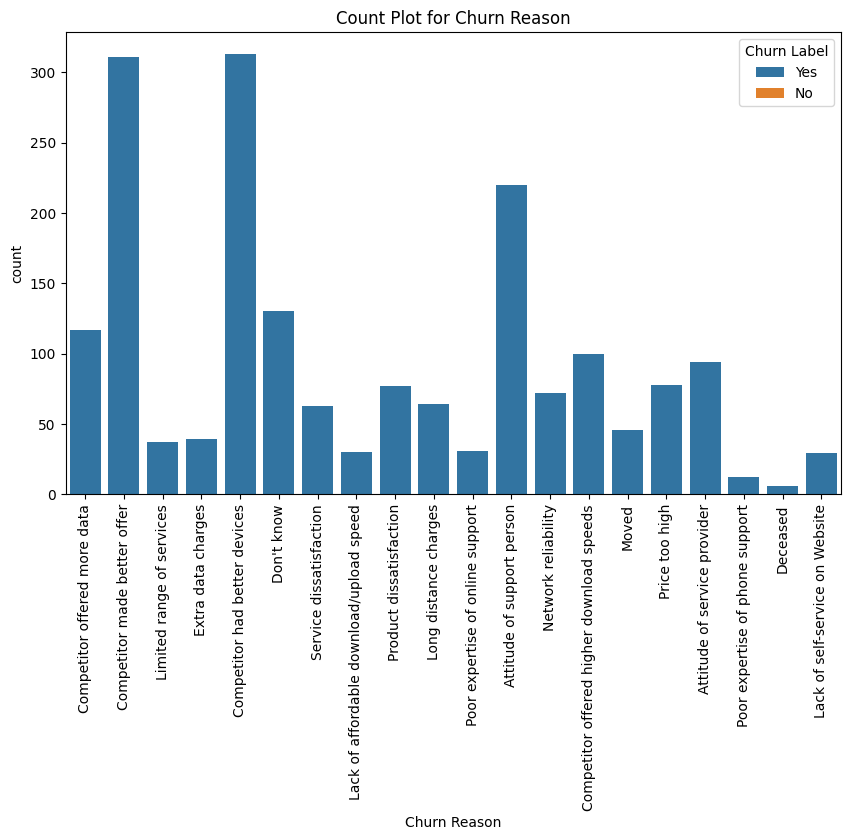 Count Plot for Churn Reason
Churn Label
Yes
No
count
300
250
200
150
100
50
0
Competitor offered more data
Competitor made better offer
Limited range of services
Extra data charges
Competitor had better devices
Don't know
Service dissatisfaction
Lack of affordable download/upload speed
Product dissatisfaction
Long distance charges
Poor expertise of online support
Attitude of support person
Network reliability
Competitor offered higher download speeds
Moved
Price too high
Attitude of service provider
Poor expertise of phone support
Deceased
Lack of self-service on Website
Churn Reason